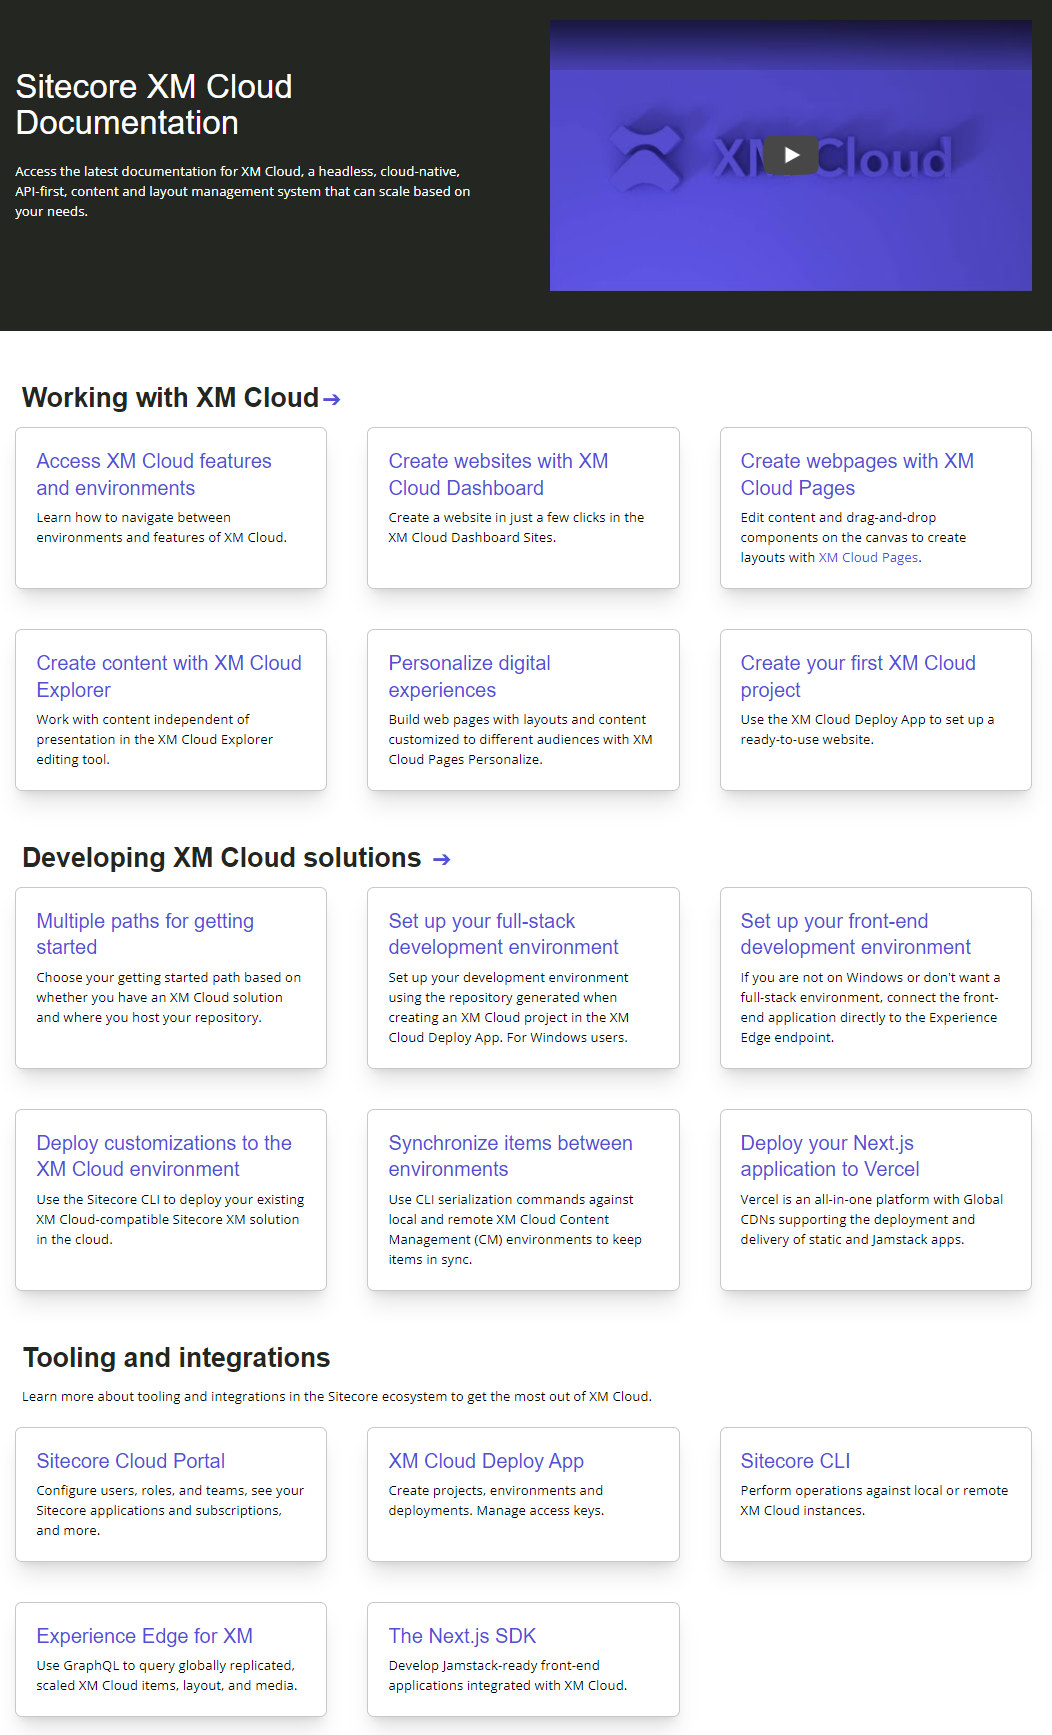 Sitecore XM Cloud
Documentation
Access the latest documentation for XM Cloud, a headless, cloud-native,
API-first, content and layout management system that can scale based on
your needs.
XM Cloud
Working with XM Cloud→
Access XM Cloud features
and environments
Learn how to navigate between
environments and features of XM Cloud.
Create websites with XM
Cloud Dashboard
Create a website in just a few clicks in the
XM Cloud Dashboard Sites.
Create webpages with XM
Cloud Pages
Edit content and drag-and-drop
components on the canvas to create
layouts with XM Cloud Pages.
Create content with XM Cloud
Explorer
Work with content independent of
presentation in the XM Cloud Explorer
editing tool.
Personalize digital
experiences
Build web pages with layouts and content
customized to different audiences with XM
Cloud Pages Personalize.
Create your first XM Cloud
project
Use the XM Cloud Deploy App to set up a
ready-to-use website.
Developing XM Cloud solutions →
Multiple paths for getting
started
Choose your getting started path based on
whether you have an XM Cloud solution
and where you host your repository.
Set up your full-stack
development environment
Set up your development environment
using the repository generated when
creating an XM Cloud project in the XM
Cloud Deploy App. For Windows users.
Set up your front-end
development environment
If you are not on Windows or don't want a
full-stack environment, connect the front-
end application directly to the Experience
Edge endpoint.
Deploy customizations to the
XM Cloud environment
Use the Sitecore CLI to deploy your existing
XM Cloud-compatible Sitecore XM solution
in the cloud.
Synchronize items between
environments
Use CLI serialization commands against
local and remote XM Cloud Content
Management (CM) environments to keep
items in sync.
Deploy your Next.js
application to Vercel
Vercel is an all-in-one platform with Global
CDNs supporting the deployment and
delivery of static and Jamstack apps.
Tooling and integrations
Learn more about tooling and integrations in the Sitecore ecosystem to get the most out of XM Cloud.
Sitecore Cloud Portal
Configure users, roles, and teams, see your
Sitecore applications and subscriptions,
and more.
XM Cloud Deploy App
Create projects, environments and
deployments. Manage access keys.
Sitecore CLI
Perform operations against local or remote
XM Cloud instances.
Experience Edge for XM
Use GraphQL to query globally replicated,
scaled XM Cloud items, layout, and media.
The Next.js SDK
Develop Jamstack-ready front-end
applications integrated with XM Cloud.